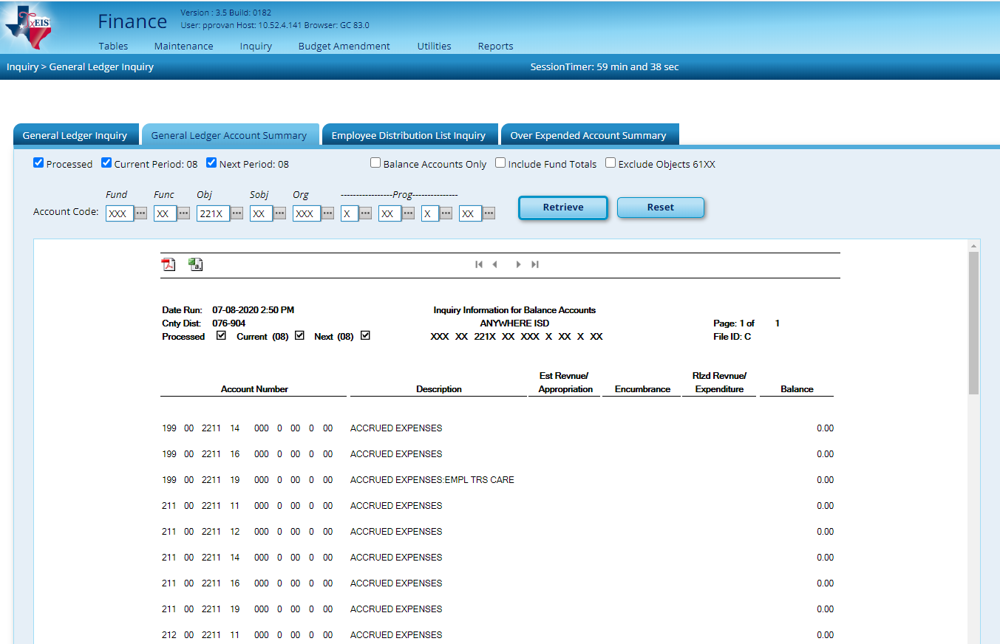 TxEIS
Finance
Version : 3.5 Build: 0182
User: pprovan Host: 10.52.4.141 Browser: GC 83.0
Tables Maintenance Inquiry Budget Amendment Utilities Reports
Inquiry > General Ledger Inquiry SessionTimer: 59 min and 38 sec
General Ledger Inquiry General Ledger Account Summary Employee Distribution List Inquiry Over Expended Account Summary
Processed Current Period: 08 Next Period: 08 Balance Accounts Only Include Fund Totals Exclude Objects 61XX
Fund Func Obj Sobj Org -----------------Prog---------------
Account Code: XXX XX 221X XX XXX X XX X XX Retrieve Reset
Date Run: 07-08-2020 2:50 PM Inquiry Information for Balance Accounts
Cnty Dist: 076-904 ANYWHERE ISD Page: 1 of 1
Processed Current (08) Next (08) XXX XX 221X XX XXX X XX X XX File ID: C
Est Revnue/ Rlzd Revnue/
Account Number Description Appropriation Encumbrance Expenditure Balance
199 00 2211 14 000 0 00 0 00 ACCRUED EXPENSES 0.00
199 00 2211 16 000 0 00 0 00 ACCRUED EXPENSES 0.00
199 00 2211 19 000 0 00 0 00 ACCRUED EXPENSES:EMPL TRS CARE 0.00
211 00 2211 11 000 0 00 0 00 ACCRUED EXPENSES 0.00
211 00 2211 12 000 0 00 0 00 ACCRUED EXPENSES 0.00
211 00 2211 14 000 0 00 0 00 ACCRUED EXPENSES 0.00
211 00 2211 16 000 0 00 0 00 ACCRUED EXPENSES 0.00
211 00 2211 19 000 0 00 0 00 ACCRUED EXPENSES 0.00
212 00 2211 11 000 0 00 0 00 ACCRUED EXPENSES 0.00